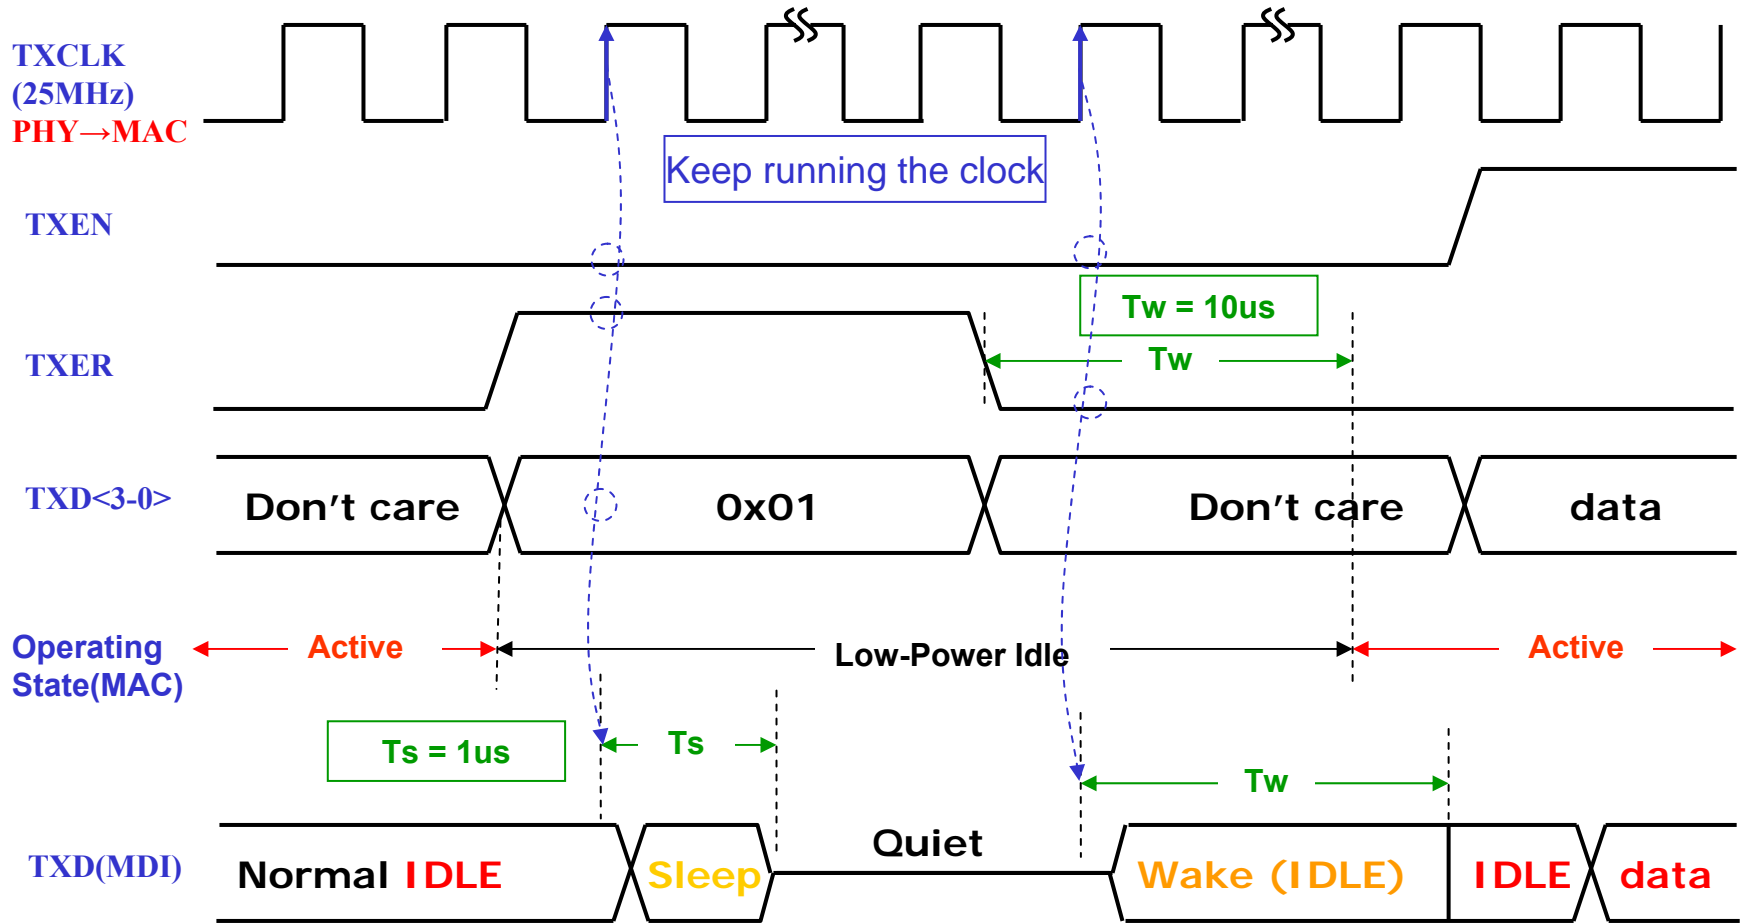 TXCLK
(25MHz)
PHY→MAC
Keep running the clock
TXEN
Tw = 10us
TXER
Tw
TXD<3-0>
Don't care
0x01
Don't care
data
Operating
State(MAC)
Active
Low-Power Idle
Active
Ts = 1us
Ts
Tw
TXD(MDI)
Normal IDLE
Sleep
Quiet
Wake (IDLE)
IDLE
data